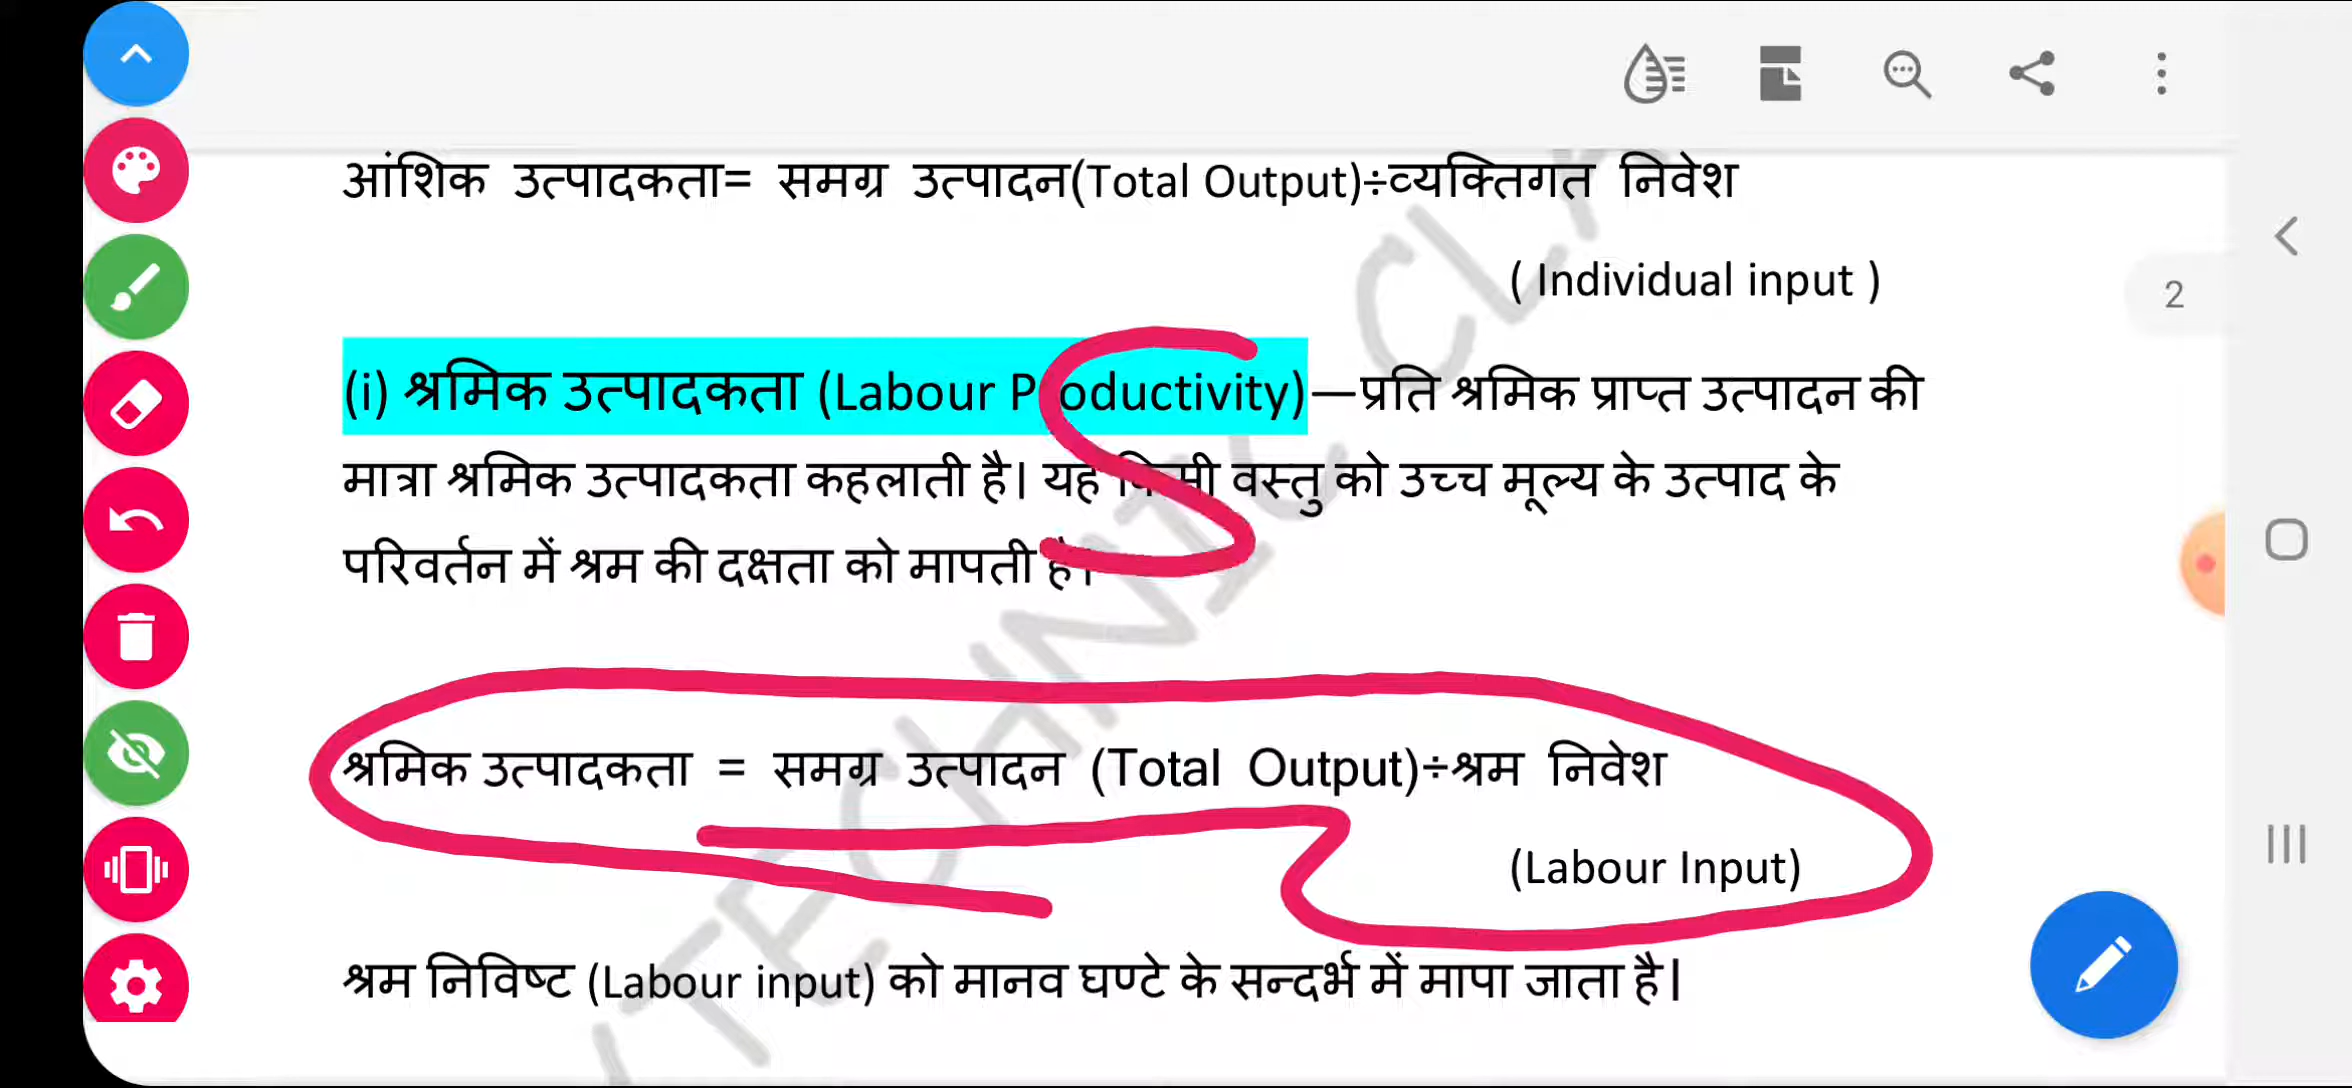 आंशिक उत्पादकता= समग्र उत्पादन(Total Output)÷व्यक्तिगत निवेश
( Individual input )
2
(i) श्रमिक उत्पादकता (Labour Productivity)—प्रति श्रमिक प्राप्त उत्पादन की
मात्रा श्रमिक उत्पादकता कहलाती है। यह किसी वस्तु को उच्च मूल्य के उत्पाद के
परिवर्तन में श्रम की दक्षता को मापती है।
श्रमिक उत्पादकता = समग्र उत्पादन (Total Output)÷श्रम निवेश
(Labour Input)
श्रम निविष्ट (Labour input) को मानव घण्टे के सन्दर्भ में मापा जाता है।